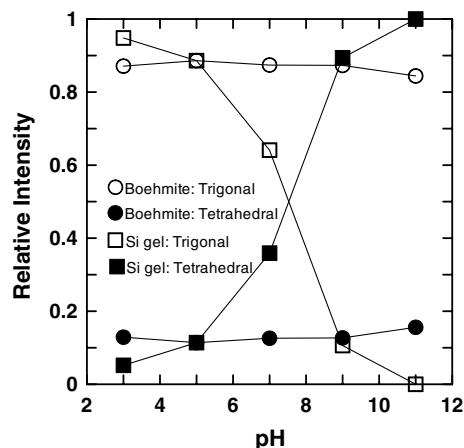 1
0.8
0.6
0.4
0.2
0
Relative Intensity
Boehmite: Trigonal
Boehmite: Tetrahedral
Si gel: Trigonal
Si gel: Tetrahedral
2 4 6 8 10 12
pH